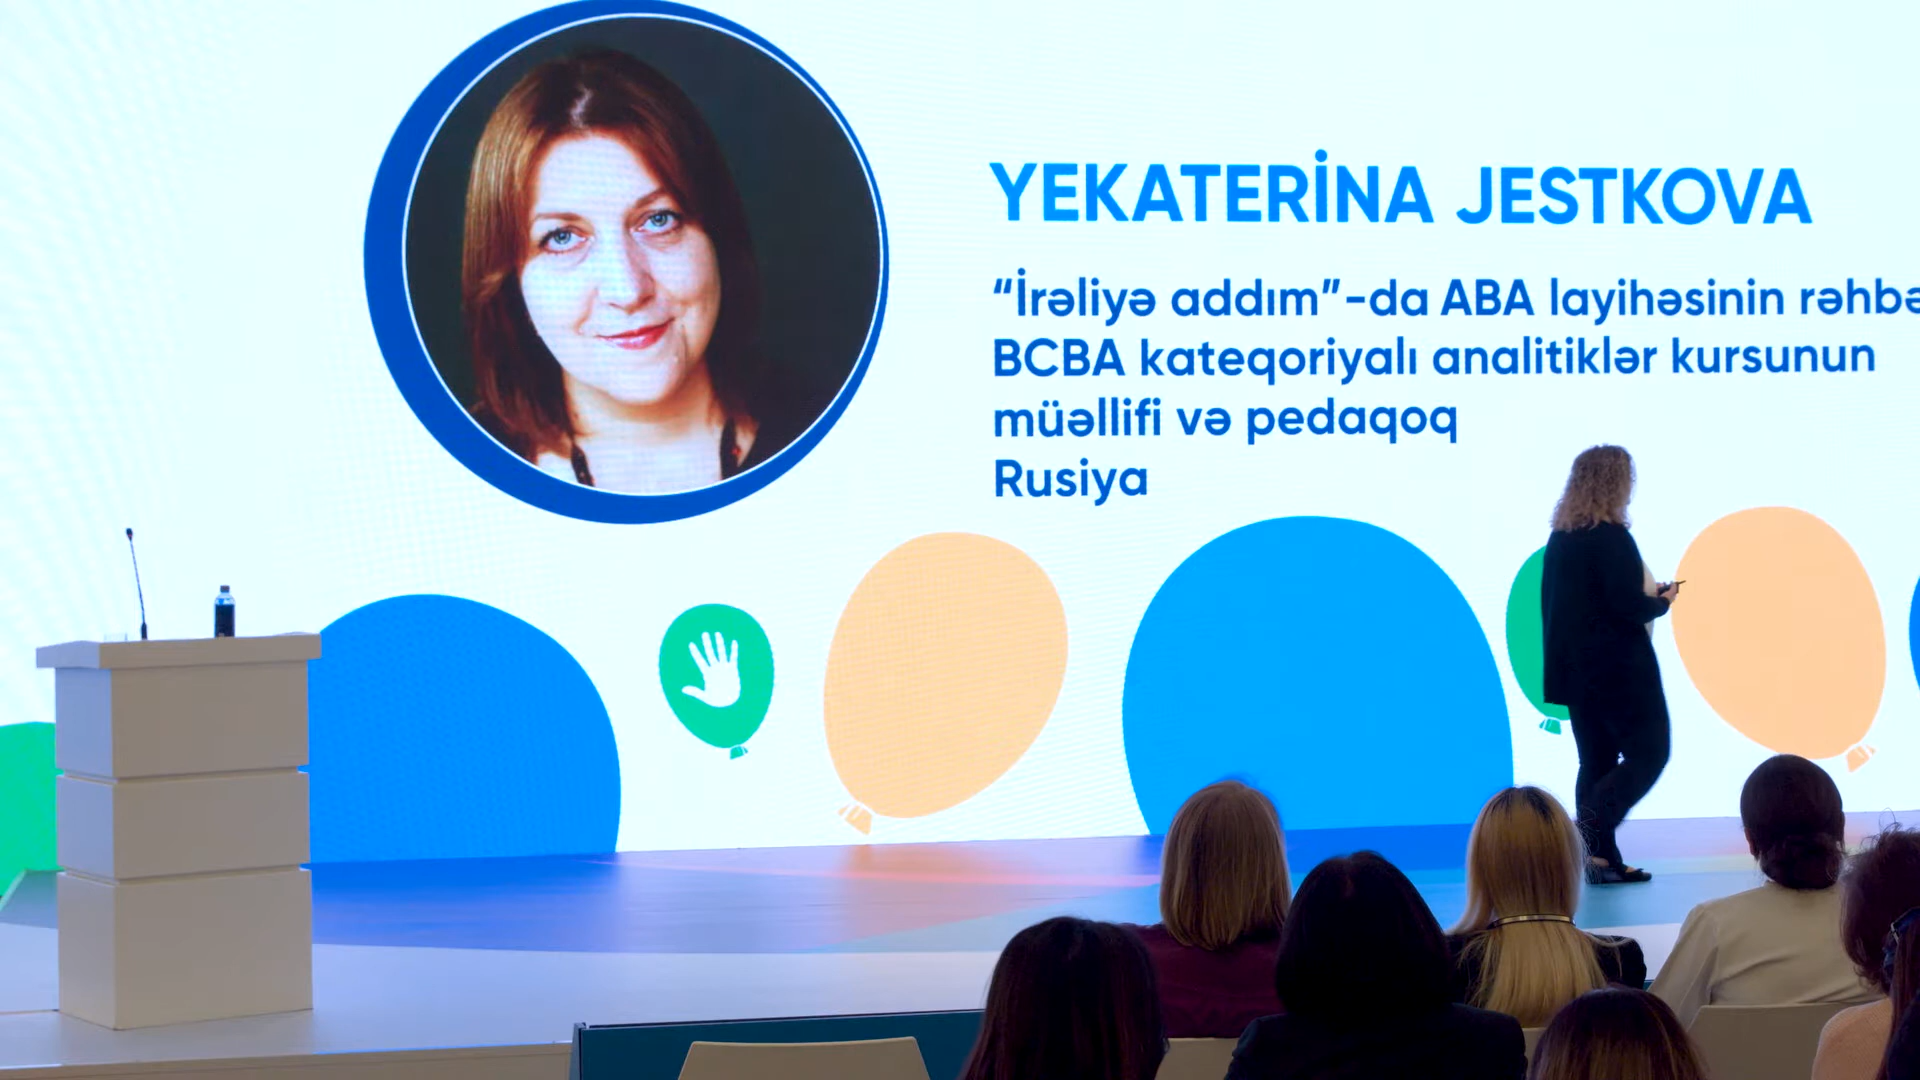 YEKATERİNA JESTKOVA
“İrəliyə addım”-da ABA layihəsinin
BCBA kateqoriyalı analitiklər kursunun
müəllifi və pedaqoq
Rusiya